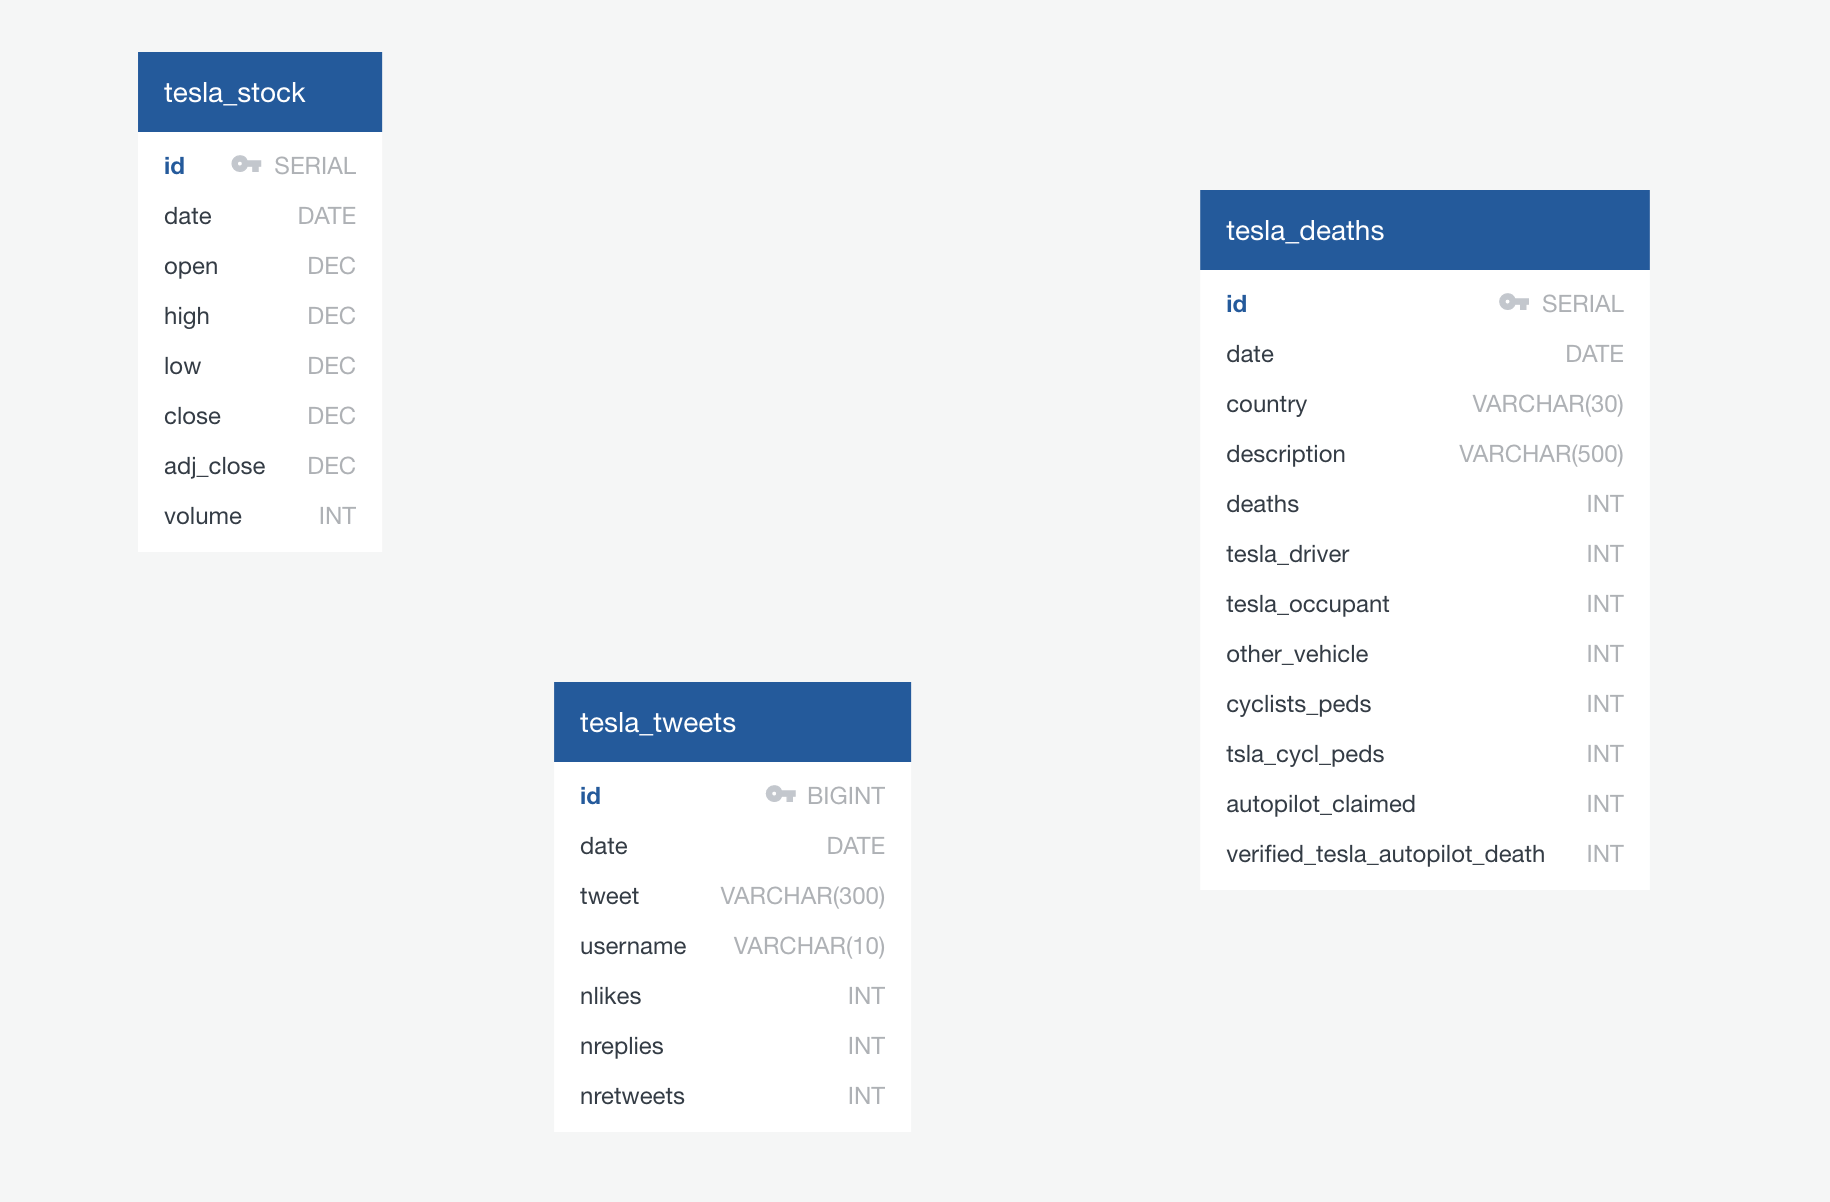 tesla_stock
id SERIAL
date DATE
open DEC
high DEC
low DEC
close DEC
adj_close DEC
volume INT
tesla_tweets
id BIGINT
date DATE
tweet VARCHAR(300)
username VARCHAR(10)
nlikes INT
nreplies INT
nretweets INT
tesla_deaths
id SERIAL
date DATE
country VARCHAR(30)
description VARCHAR(500)
deaths INT
tesla_driver INT
tesla_occupant INT
other_vehicle INT
cyclists_peds INT
tsla_cycl_peds INT
autopilot_claimed INT
verified_tesla_autopilot_death INT